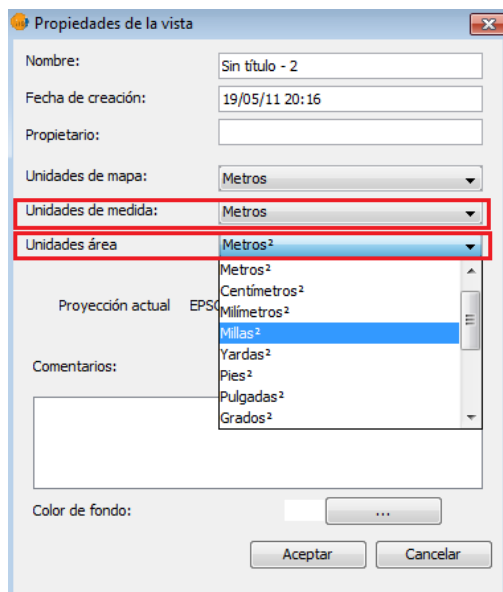 Propiedades de la vista
Nombre: Sin título - 2
Fecha de creación: 19/05/11 20:16
Propietario:
Unidades de mapa: Metros
Unidades de medida: Metros
Unidades área Metros²
Metros²
Centímetros²
Proyección actual EPSG
Milímetros²
Millas²
Yardas²
Comentarios:
Pies²
Pulgadas²
Grados²
Color de fondo: ...
Aceptar Cancelar